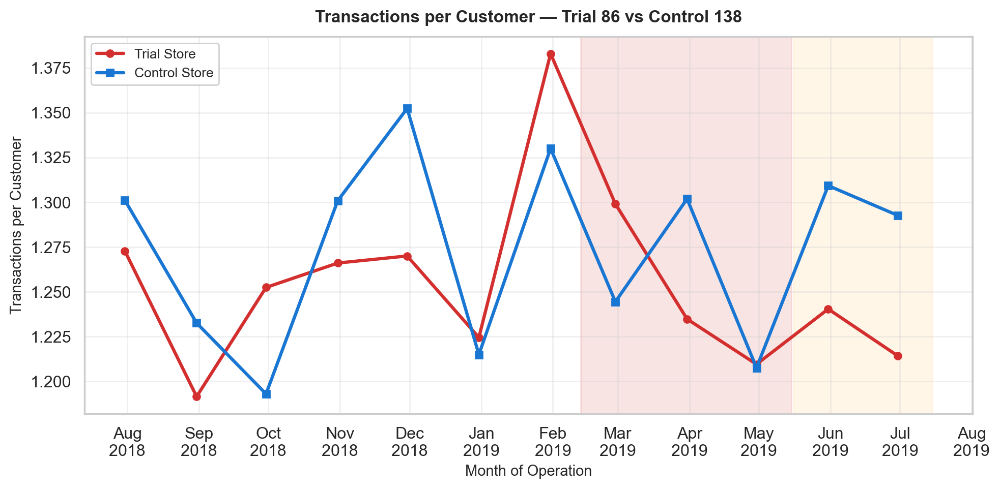 Transactions per Customer — Trial 86 vs Control 138
Trial Store
Control Store
Transactions per Customer
1.375
1.350
1.325
1.300
1.275
1.250
1.225
1.200
Aug Sep Oct Nov Dec Jan Feb Mar Apr May Jun Jul Aug
2018 2018 2018 2018 2018 2019 2019 2019 2019 2019 2019 2019 2019
Month of Operation